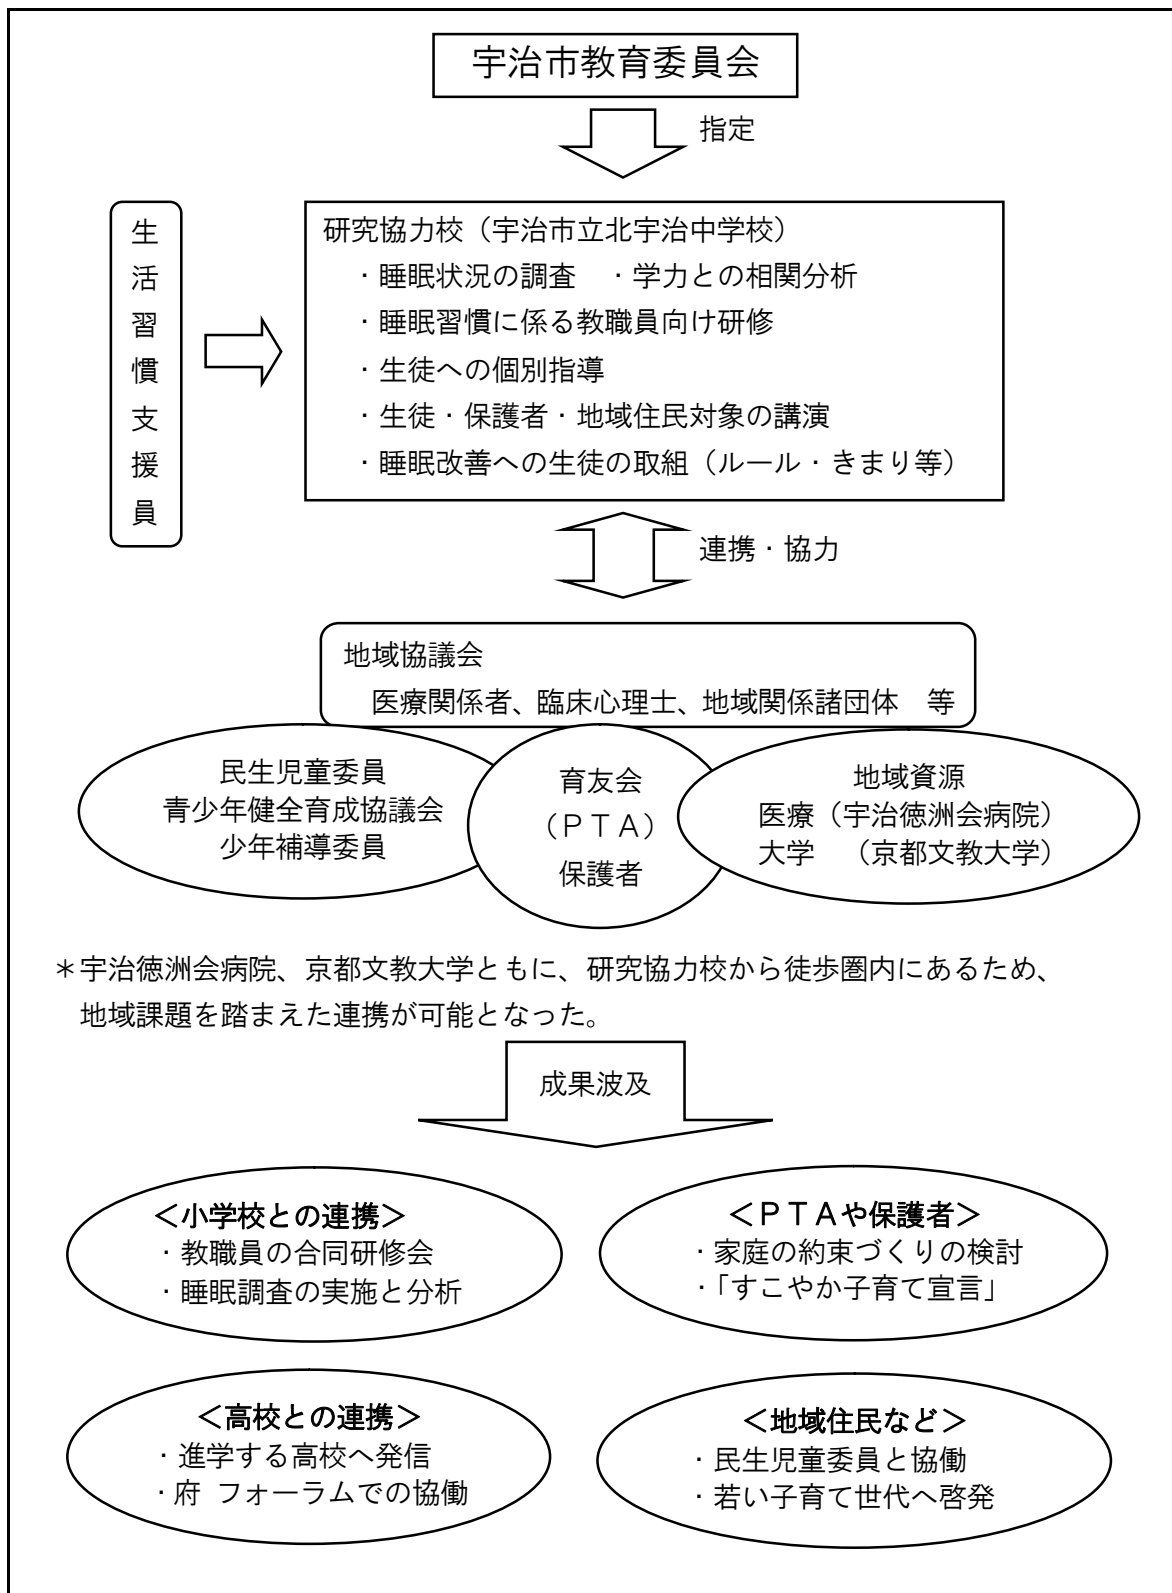 宇治市教育委員会
指定
生活習慣支援員
研究協力校（宇治市立北宇治中学校）
・睡眠状況の調査　・学力との相関分析
・睡眠習慣に係る教職員向け研修
・生徒への個別指導
・生徒・保護者・地域住民対象の講演
・睡眠改善への生徒の取組（ルール・きまり等）
連携・協力
地域協議会
医療関係者、臨床心理士、地域関係諸団体　等
民生児童委員
青少年健全育成協議会
少年補導委員
育友会
（ＰＴＡ）
保護者
地域資源
医療（宇治徳洲会病院）
大学　（京都文教大学）
＊宇治徳洲会病院、京都文教大学ともに、研究協力校から徒歩圏内にあるため、
地域課題を踏まえた連携が可能となった。
成果波及
＜小学校との連携＞
・教職員の合同研修会
・睡眠調査の実施と分析
＜ＰＴＡや保護者＞
・家庭の約束づくりの検討
・「すこやか子育て宣言」
＜高校との連携＞
・進学する高校へ発信
・府 フォーラムでの協働
＜地域住民など＞
・民生児童委員と協働
・若い子育て世代へ啓発